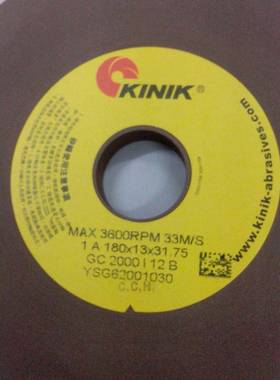 KINIK®
MAX 3600RPM 33M/S
1 A 180x13x31.75
GC 2000 I 12 B
YSG62001030
C.C.H.
www.kinik-abrasives.com